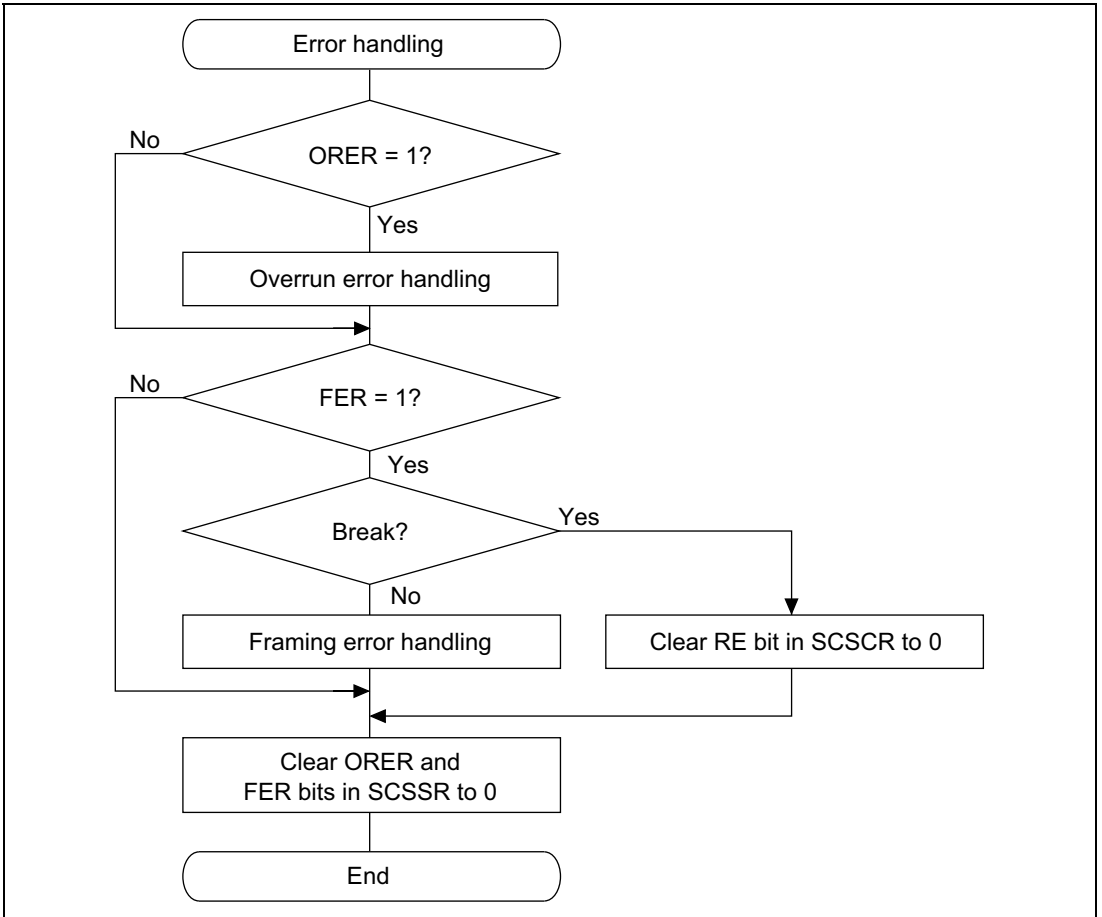 Error handling
No
ORER = 1?
Yes
Overrun error handling
No
FER = 1?
Yes
Break?
Yes
No
Framing error handling
Clear RE bit in SCSCR to 0
Clear ORER and
FER bits in SCSSR to 0
End